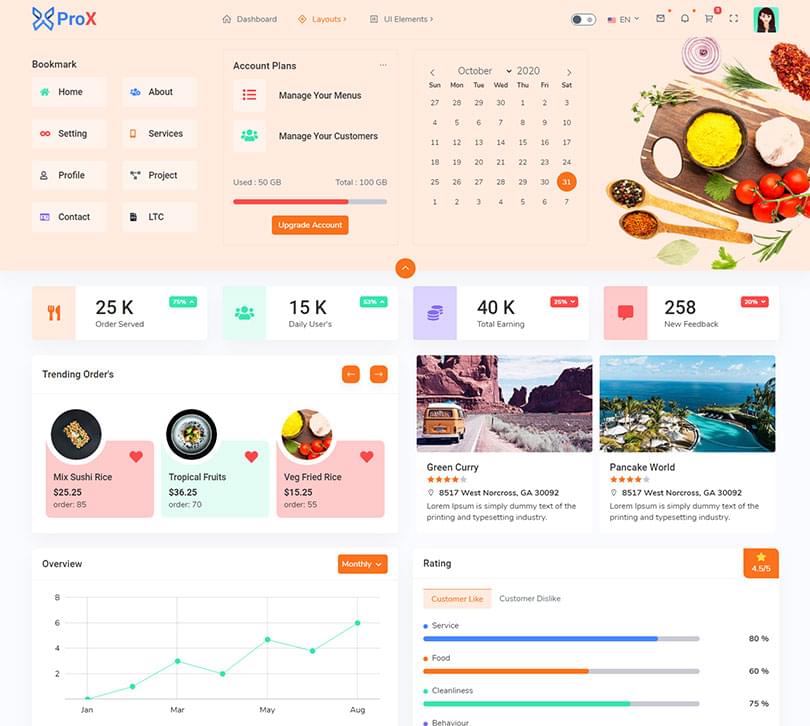 ProX
Dashboard
Layouts
UI Elements
EN
8
Bookmark
Home
About
Setting
Services
Profile
Project
Contact
LTC
Account Plans
...
Manage Your Menus
Manage Your Customers
Used : 50 GB
Total : 100 GB
Upgrade Account
October 2020
Sun Mon Tue Wed Thu Fri Sat
27 28 29 30 1 2 3
4 5 6 7 8 9 10
11 12 13 14 15 16 17
18 19 20 21 22 23 24
25 26 27 28 29 30 31
1 2 3 4 5 6 7
25 K
75%
Order Served
15 K
53%
Daily User's
40 K
25%
Total Earning
258
20%
New Feedback
Trending Order's
Mix Sushi Rice
$25.25
order: 85
Tropical Fruits
$36.25
order: 70
Veg Fried Rice
$15.25
order: 55
Green Curry
8517 West Norcross, GA 30092
Lorem Ipsum is simply dummy text of the
printing and typesetting industry.
Pancake World
8517 West Norcross, GA 30092
Lorem Ipsum is simply dummy text of the
printing and typesetting industry.
Overview
Monthly
8
6
4
2
Jan
Mar
May
Aug
Rating
4.5/5
Customer Like
Customer Dislike
Service
80 %
Food
60 %
Cleanliness
75 %
Behaviour